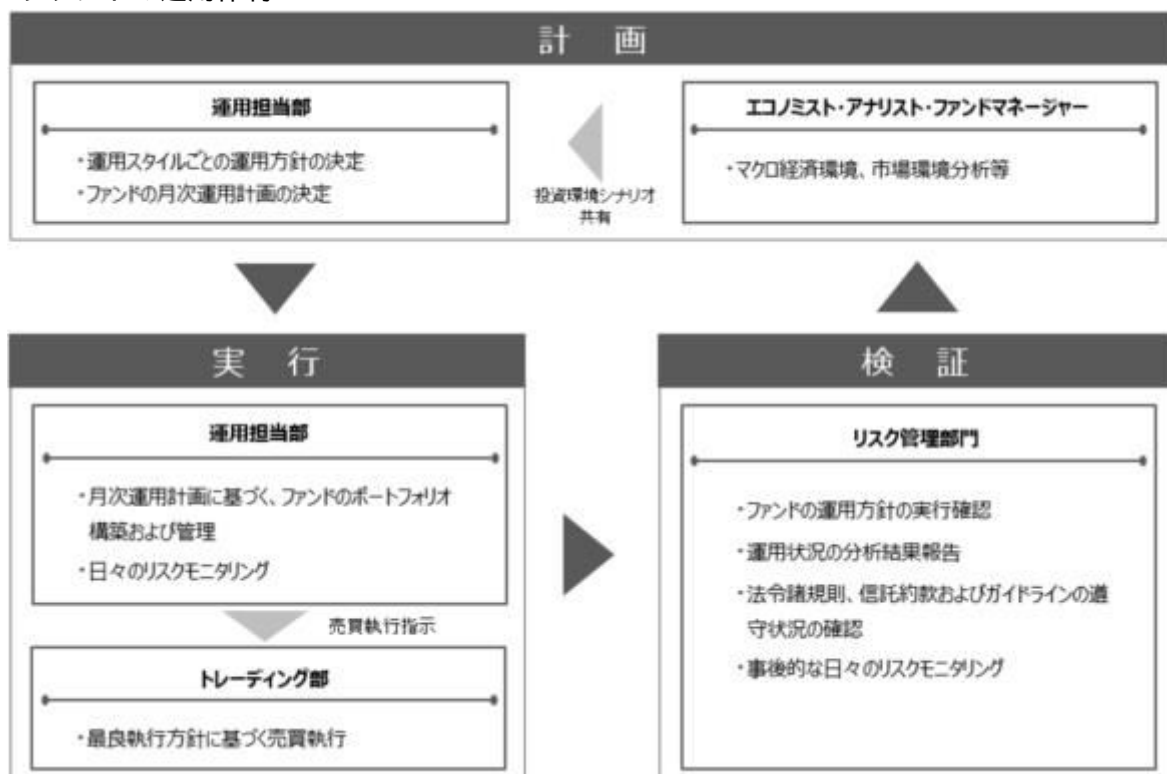 計 画
運用担当部
・運用スタイルごとの運用方針の決定
・ファンドの月次運用計画の決定
投資環境シナリオ
共有
エコノミスト・アナリスト・ファンドマネージャー
・マクロ経済環境、市場環境分析等
実 行
運用担当部
・月次運用計画に基づく、ファンドのポートフォリオ
構築および管理
・日々のリスクモニタリング
売買執行指示
トレーディング部
・最良執行方針に基づく売買執行
検 証
リスク管理部門
・ファンドの運用方針の実行確認
・運用状況の分析結果報告
・法令諸規則、信託約款およびガイドラインの遵
守状況の確認
・事後的な日々のリスクモニタリング